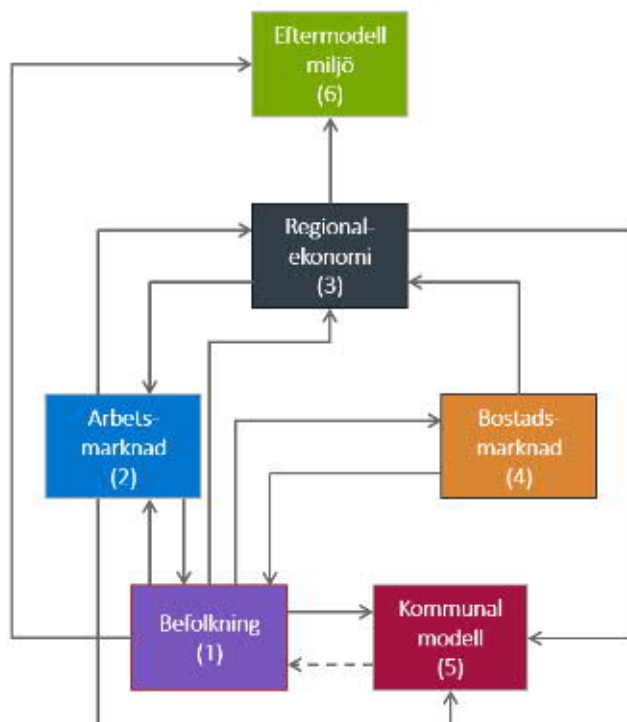 Eftermodell
miljö
(6)
Regional-
ekonomi
(3)
Arbets-
marknad
(2)
Bostads-
marknad
(4)
Befolkning
(1)
Kommunal
modell
(5)